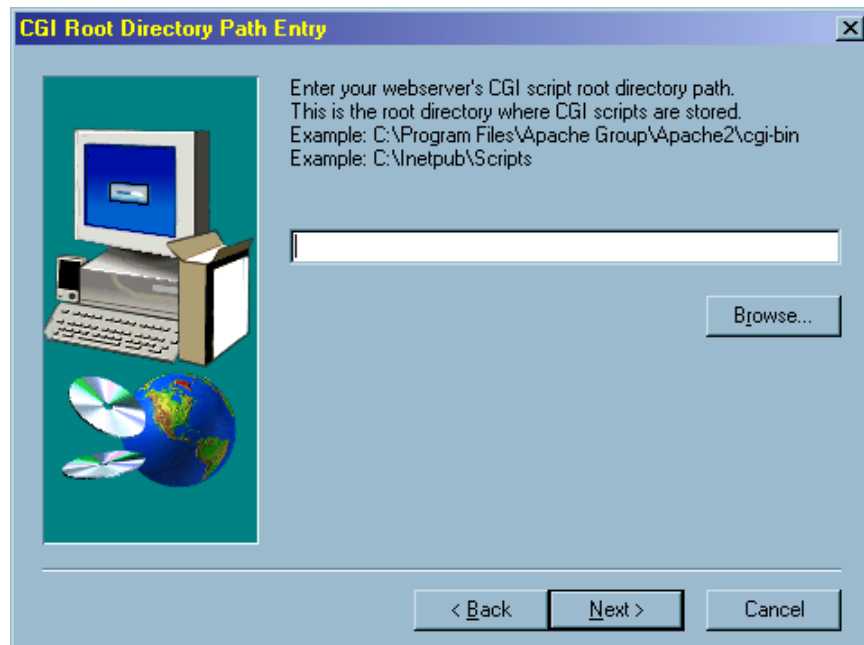 CGI Root Directory Path Entry
Enter your webserver's CGI script root directory path.
This is the root directory where CGI scripts are stored.
Example: C:\Program Files\Apache Group\Apache2\cgi-bin
Example: C:\Inetpub\Scripts
Browse...
< Back
Next >
Cancel